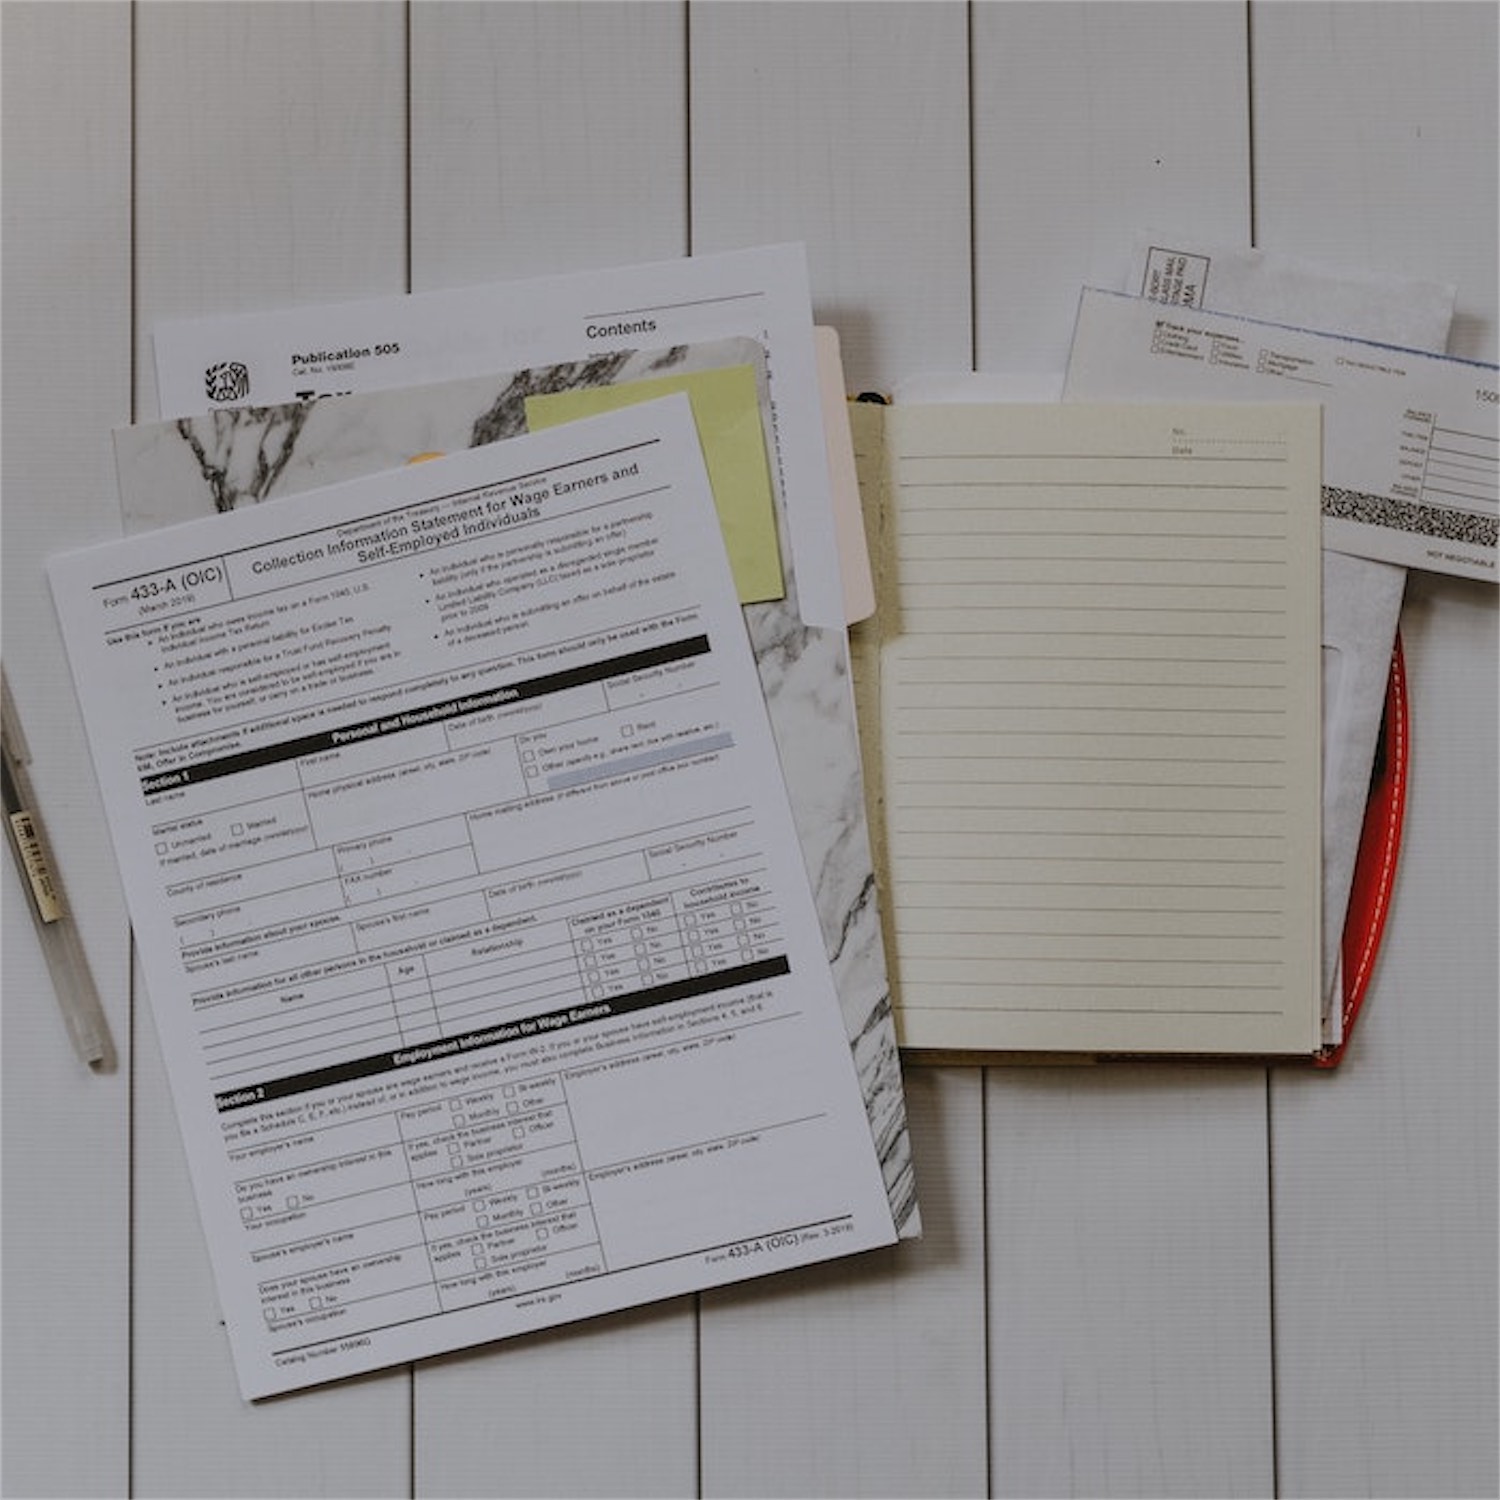 Contents
Publication 505
Cat. No.
Tax
Department of the Treasury — Internal Revenue Service
Form 433-A (OIC)
(March 2019)
Collection Information Statement for Wage Earners and
Self-Employed Individuals
Use this form if you are
An individual who owes income tax on a Form 1040, U.S.
Individual Income Tax Return
An individual with a personal liability for Excise Tax
An individual responsible for a Trust Fund Recovery Penalty
An individual who is self-employed or has self-employment
income. You are considered to be self-employed if you are in
business for yourself, or carry on a trade or business.
An individual who is personally responsible for a partnership
liability (only if the partnership is submitting an offer)
An individual who operated as a disregarded single member
Limited Liability Company (LLC) taxed as a sole proprietor
prior to 2009
An individual who is submitting an offer on behalf of the estate
of a deceased person
Note: Include attachments if additional space is needed to respond completely to any question. This form should only be used with the Form
656, Offer in Compromise.
Section 1 Personal and Household Information
Last name
First name
Date of birth (mm/dd/yyyy)
Social Security Number
Marital status
Unmarried Married
If married, date of marriage (mm/dd/yyyy)
Home physical address (street, city, state, ZIP code)
Do you
Own your home Rent
Other (specify e.g., share rent, live with relative, etc.)
County of residence
Primary phone
( )
Home mailing address (if different from above or post office box number)
Secondary phone
( )
FAX number
( )
Provide information about your spouse.
Spouse's last name
Spouse's first name
Date of birth (mm/dd/yyyy)
Social Security Number
Provide information for all other persons in the household or claimed as a dependent.
Name
Age
Relationship
Claimed as a dependent
on your Form 1040
Contributes to
household income
Yes No Yes No
Yes No Yes No
Yes No Yes No
Yes No Yes No
Section 2 Employment Information for Wage Earners
Complete this section if you or your spouse are wage earners and receive a Form W-2. If you or your spouse have self-employment income (that is
you file a Schedule C, E, F, etc.) instead of, or in addition to wage income, you must also complete Business Information in Sections 4, 5, and 6.
Your employer's name
Pay period Weekly Bi-weekly
Monthly Other
Employer's address (street, city, state, ZIP code)
Do you have an ownership interest in this
business
Yes No
If yes, check the business interest that
applies Partner Officer
Sole proprietor
Your occupation
How long with this employer
(years) (months)
Spouse's employer's name
Pay period Weekly Bi-weekly
Monthly Other
Employer's address (street, city, state, ZIP code)
Does your spouse have an ownership
interest in this business
Yes No
If yes, check the business interest that
applies Partner Officer
Sole proprietor
Spouse's occupation
How long with this employer
(years) (months)
Catalog Number 55896Q
www.irs.gov
Form 433-A (OIC) (Rev. 3-2019)
No.
Date
Track your expenses...
Clothing
Credit Card
Entertainment
Food
Utilities
Insurance
Transportation
Mortgage
Other
TAX DEDUCTIBLE ITEM
NOT NEGOTIABLE